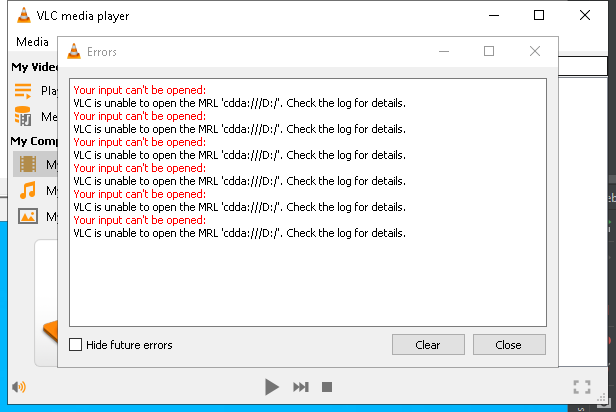 VLC media player
Media
Errors
My Vide
Pla
Me
My Comp
My
My
My
Your input can't be opened:
VLC is unable to open the MRL 'cdda:///D:/'. Check the log for details.
Your input can't be opened:
VLC is unable to open the MRL 'cdda:///D:/'. Check the log for details.
Your input can't be opened:
VLC is unable to open the MRL 'cdda:///D:/'. Check the log for details.
Your input can't be opened:
VLC is unable to open the MRL 'cdda:///D:/'. Check the log for details.
Your input can't be opened:
VLC is unable to open the MRL 'cdda:///D:/'. Check the log for details.
Your input can't be opened:
VLC is unable to open the MRL 'cdda:///D:/'. Check the log for details.
Hide future errors
Clear
Close